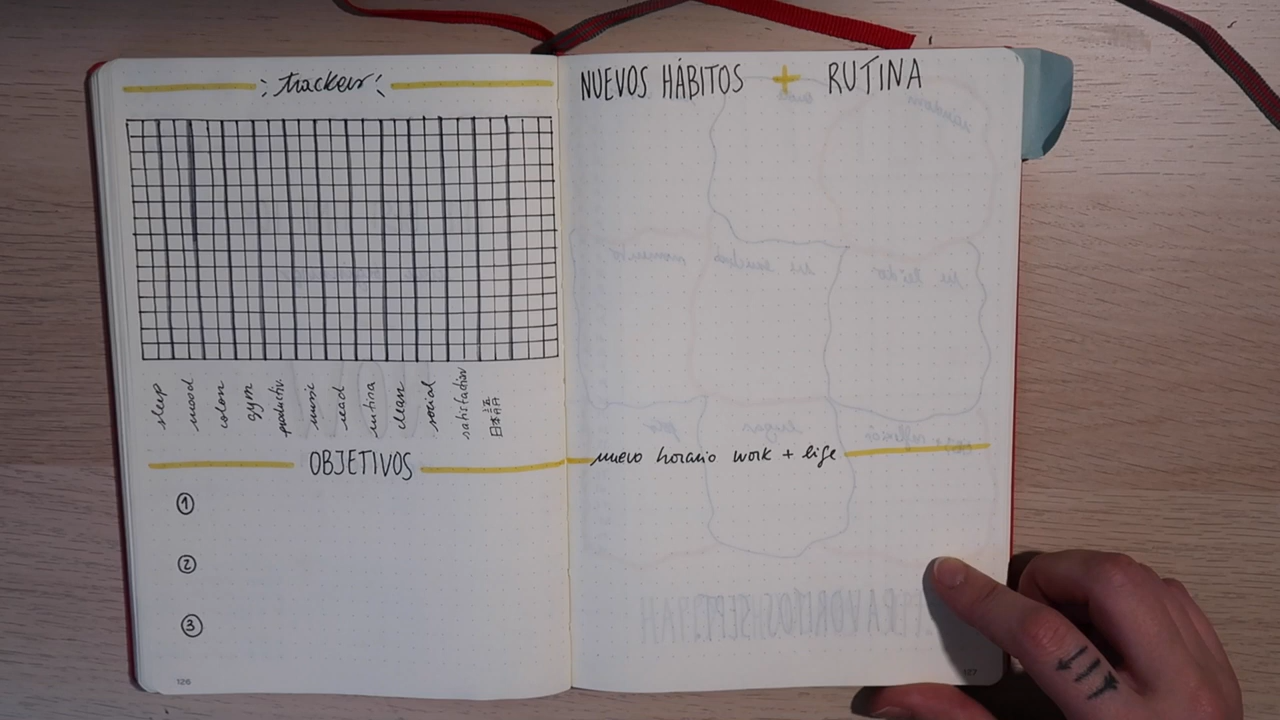 tracker
sleep
mood
gym
productiv.
music
read
rutina
clean
social
satisfaction
日本語
OBJETIVOS
1
2
3
126
NUEVOS HÁBITOS + RUTINA
nuevo horario work + life
127